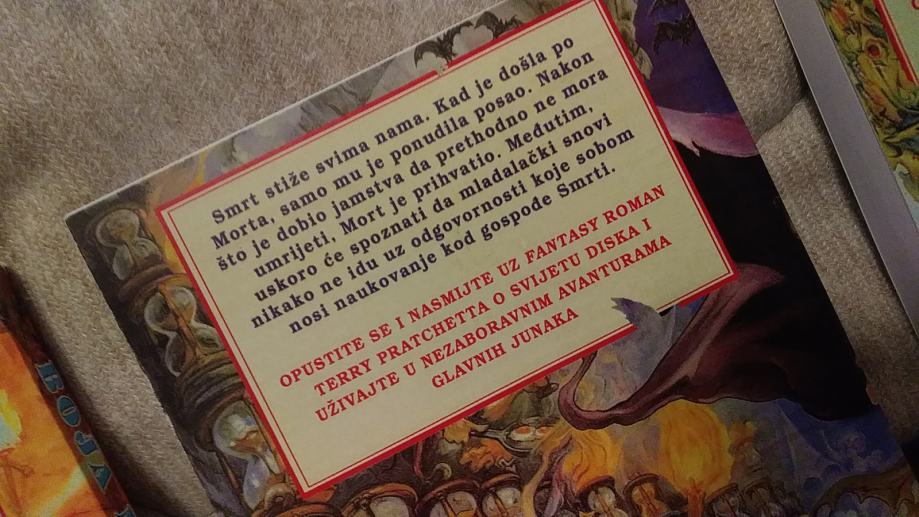 Smrt stiže svima nama. Kad je došla po
Morta, samo mu je ponudila posao. Nakon
što je dobio jamstva da prethodno ne mora
umrijeti, Mort je prihvatio. Međutim,
uskoro će spoznati da mladalački snovi
nikako ne idu uz odgovornosti koje sobom
nosi naukovanje kod gospođe Smrti.
OPUSTITE SE I NASMIJTE UZ FANTASY ROMAN
TERRY PRATCHETTA O SVIJETU DISKA I
UŽIVAJTE U NEZABORAVNIM AVANTURAMA
GLAVNIH JUNAKA
BOJA